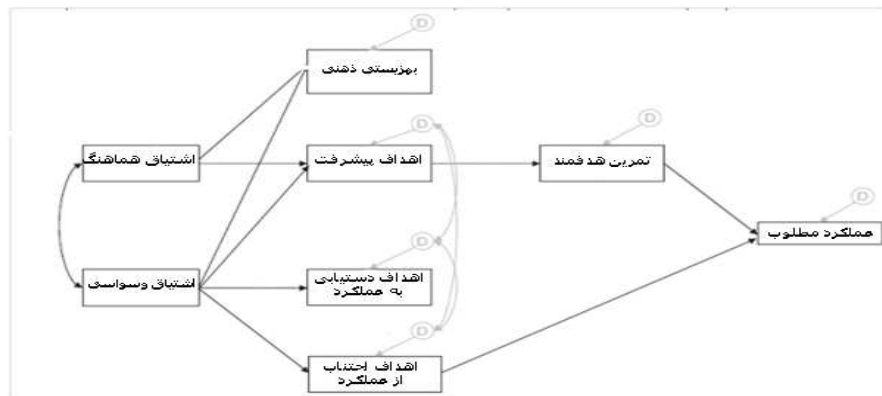 D
بهزیستی ذهنی
D
اشتیاق هماهنگ
اهداف پیشرفت
D
تمرین هدفمند
D
عملکرد مطلوب
D
اشتیاق وسواسی
اهداف دستیابی
به عملکرد
D
اهداف اجتناب
از عملکرد